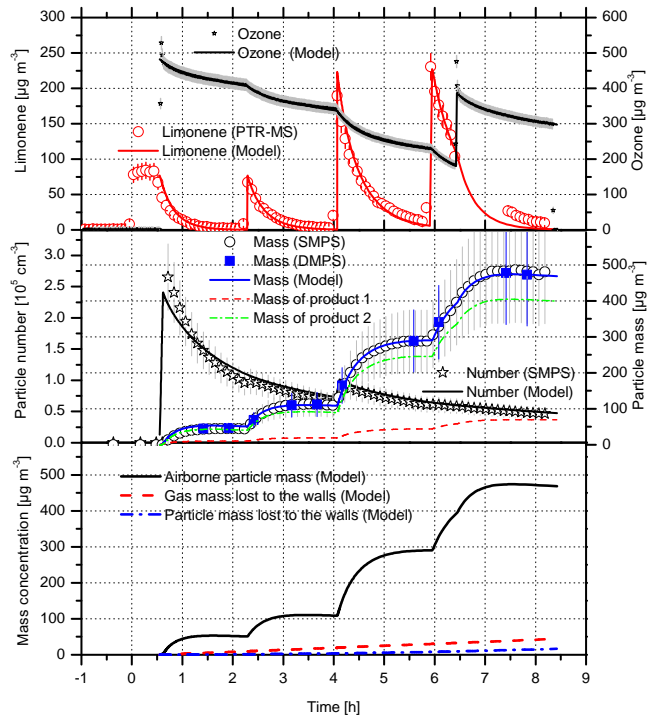 Limonene [µg m⁻³]
300
250
200
150
100
50
0
Ozone
Ozone (Model)
Limonene (PTR-MS)
Limonene (Model)
600
500
400
300
200
100
0
Ozone [µg m⁻³]
Particle number [10⁵ cm⁻³]
3.0
2.5
2.0
1.5
1.0
0.5
0.0
Mass (SMPS)
Mass (DMPS)
Mass (Model)
Mass of product 1
Mass of product 2
Number (SMPS)
Number (Model)
500
400
300
200
100
0
Particle mass [µg m⁻³]
Mass concentration [µg m⁻³]
500
400
300
200
100
0
Airborne particle mass (Model)
Gas mass lost to the walls (Model)
Particle mass lost to the walls (Model)
-1 0 1 2 3 4 5 6 7 8 9
Time [h]